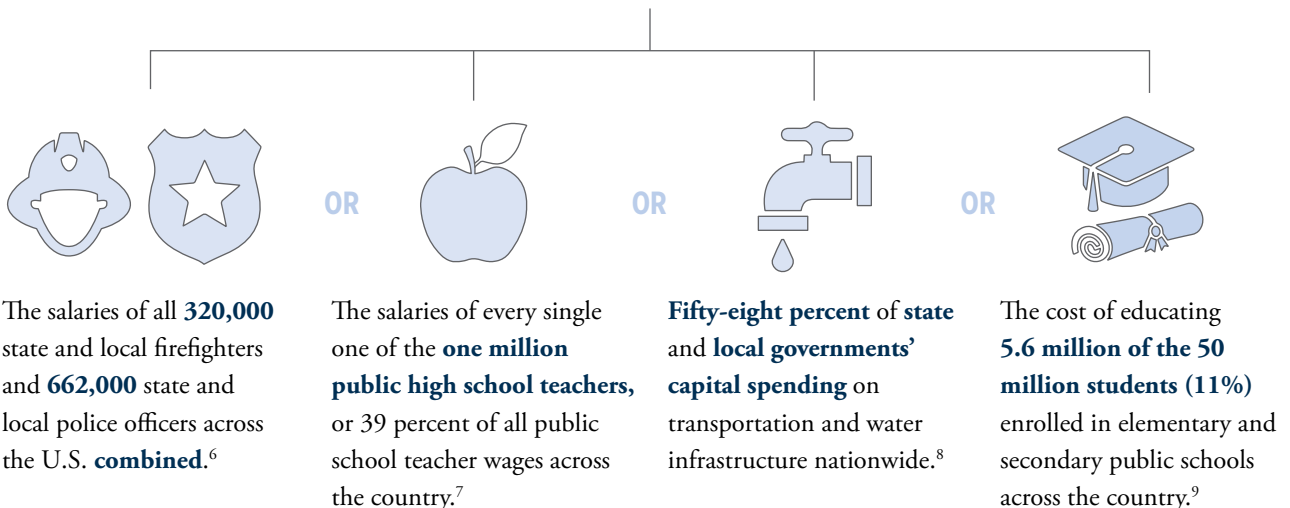 The salaries of all 320,000
state and local firefighters
and 662,000 state and
local police officers across
the U.S. combined.6
OR
The salaries of every single
one of the one million
public high school teachers,
or 39 percent of all public
school teacher wages across
the country.7
OR
Fifty-eight percent of state
and local governments’
capital spending on
transportation and water
infrastructure nationwide.8
OR
The cost of educating
5.6 million of the 50
million students (11%)
enrolled in elementary and
secondary public schools
across the country.9